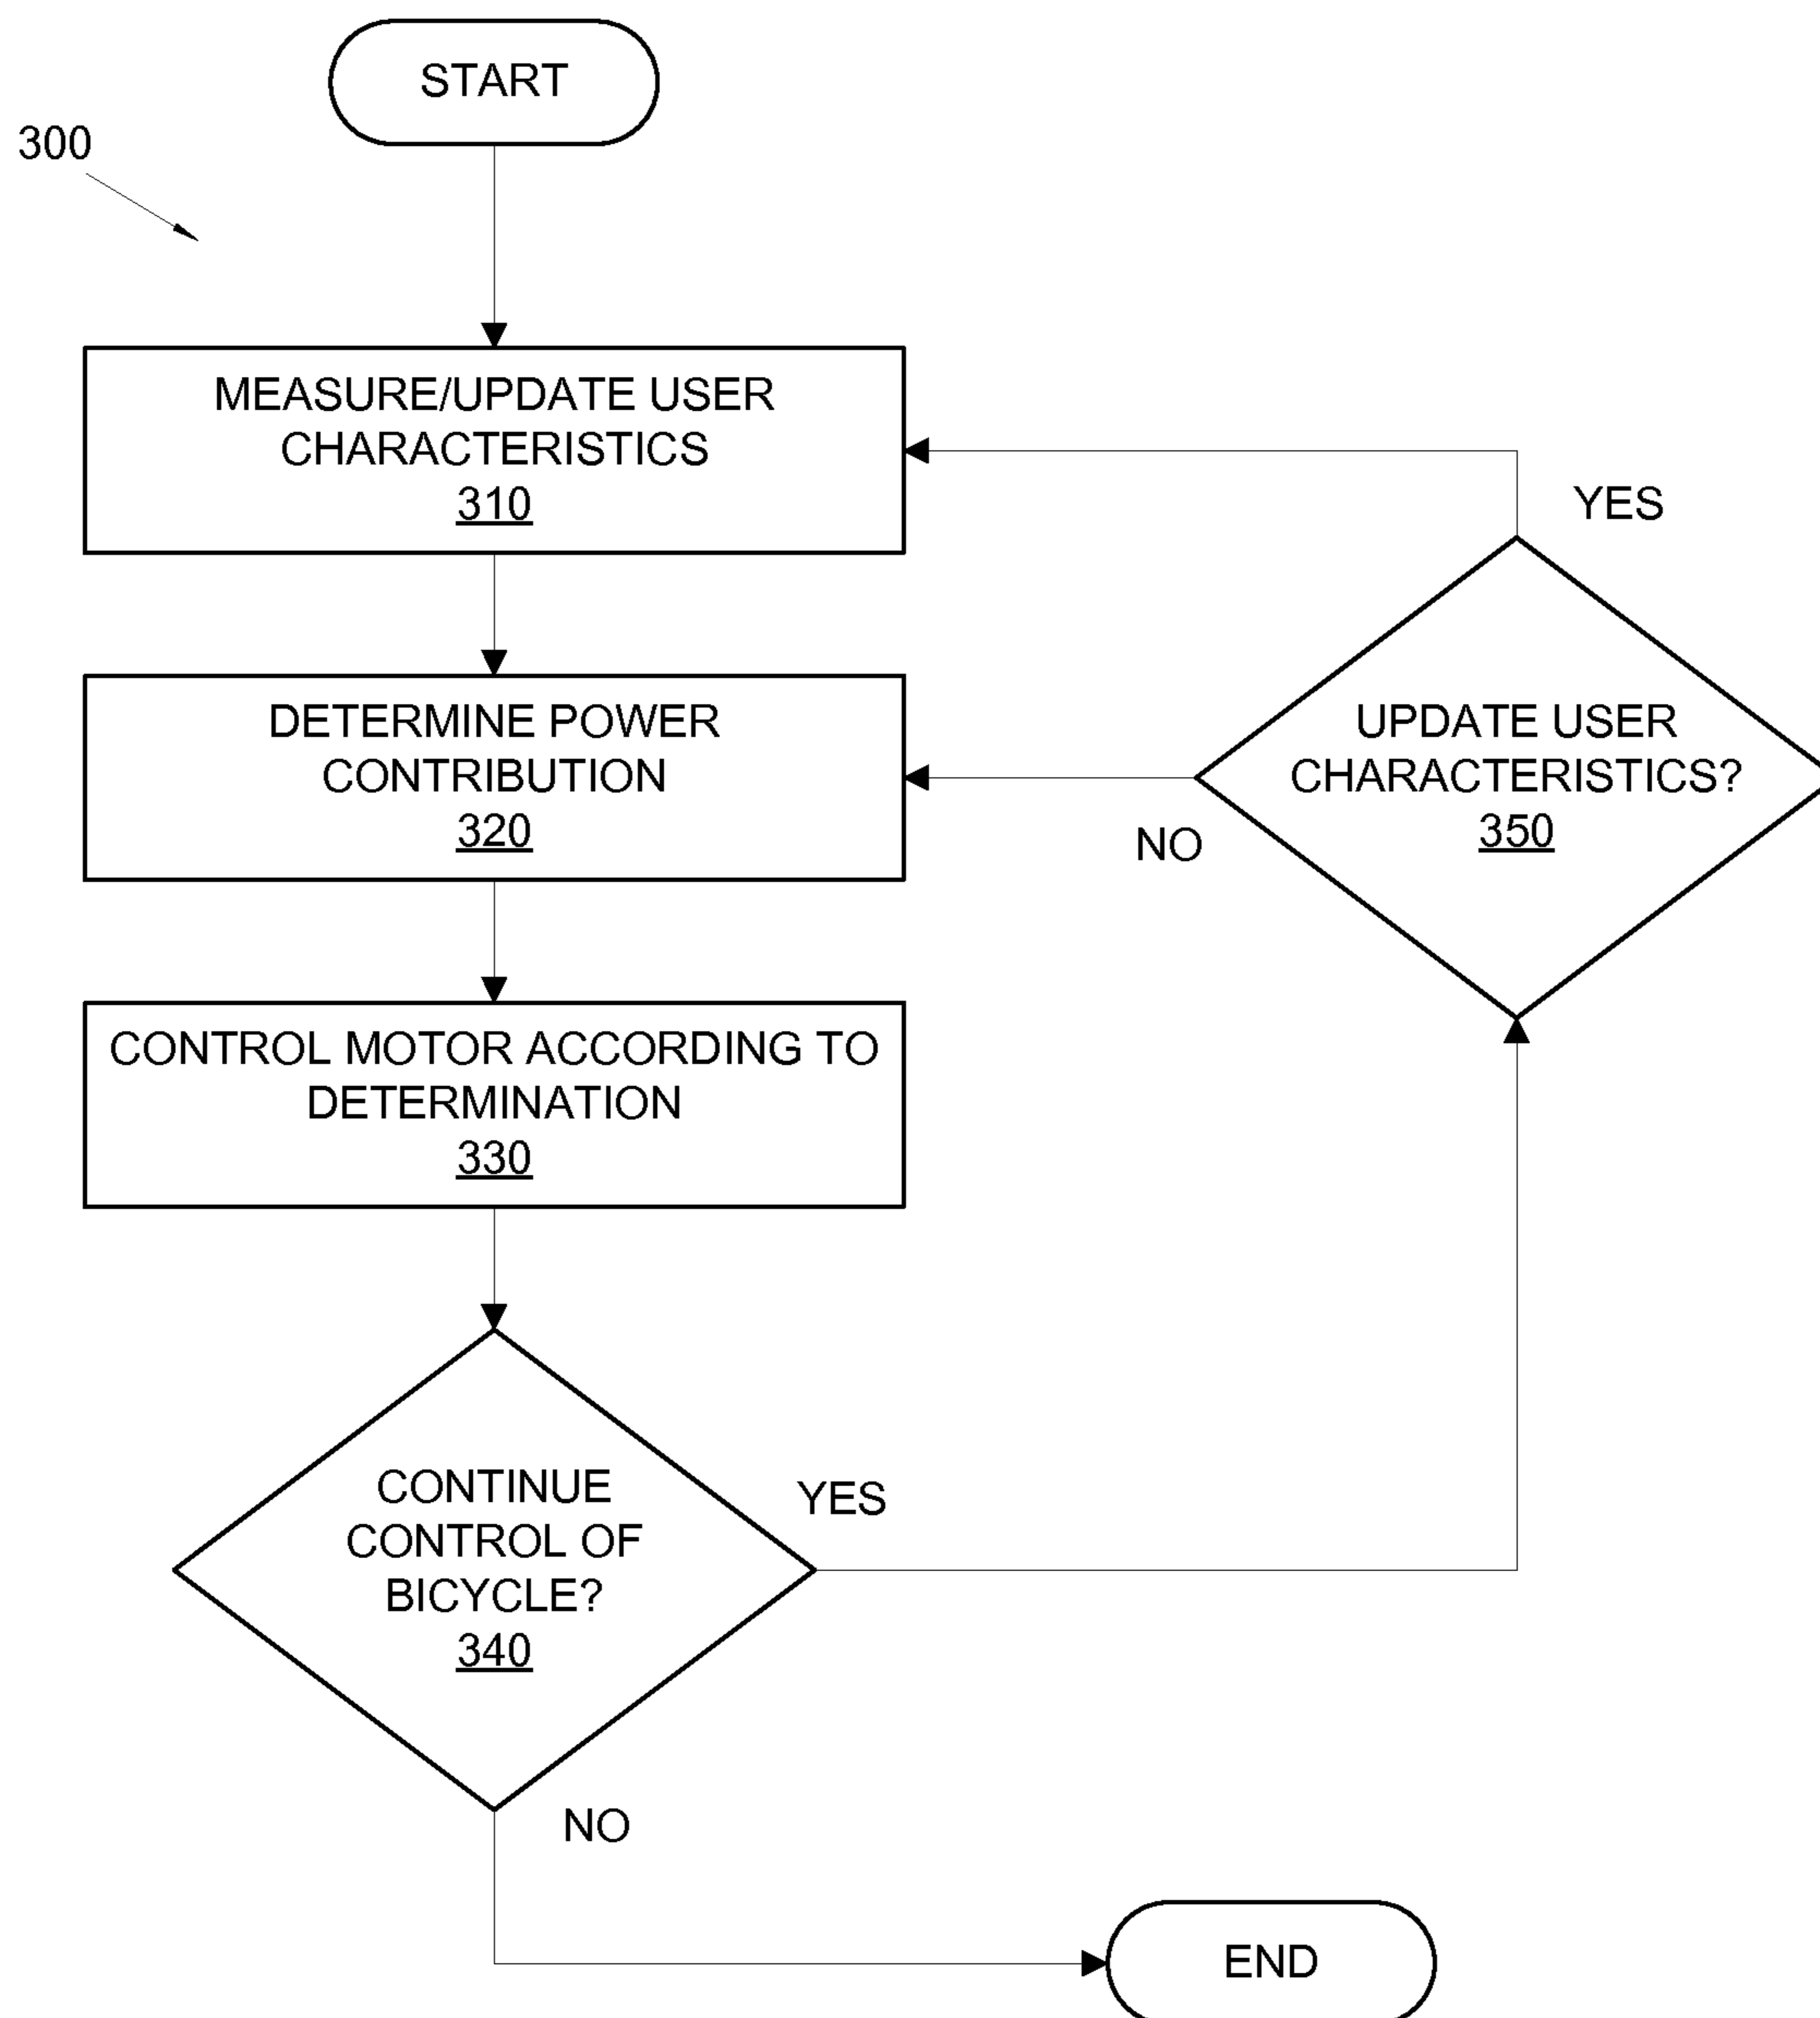 START
300
MEASURE/UPDATE USER
CHARACTERISTICS
310
YES
DETERMINE POWER
CONTRIBUTION
320
UPDATE USER
CHARACTERISTICS?
350
NO
CONTROL MOTOR ACCORDING TO
DETERMINATION
330
CONTINUE
CONTROL OF
BICYCLE?
340
YES
NO
END